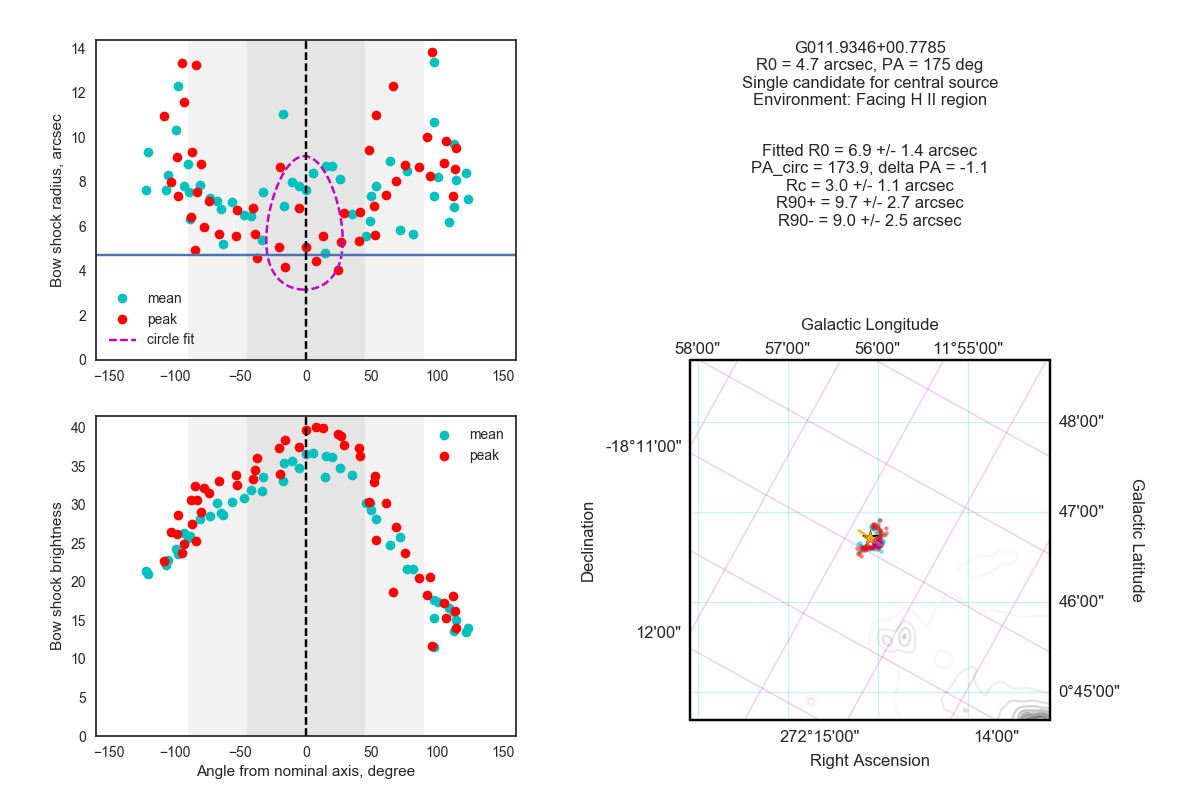 14
12
10
8
6
4
2
0
Bow shock radius, arcsec
mean
peak
circle fit
−150
−100
−50
0
50
100
150
40
35
30
25
20
15
10
5
0
Bow shock brightness
mean
peak
−150
−100
−50
0
50
100
150
Angle from nominal axis, degree
G011.9346+00.7785
R0 = 4.7 arcsec, PA = 175 deg
Single candidate for central source
Environment: Facing H II region
Fitted R0 = 6.9 +/- 1.4 arcsec
PA_circ = 173.9, delta PA = -1.1
Rc = 3.0 +/- 1.1 arcsec
R90+ = 9.7 +/- 2.7 arcsec
R90- = 9.0 +/- 2.5 arcsec
Galactic Longitude
58'00"
57'00"
56'00"
11°55'00"
48'00"
47'00"
46'00"
0°45'00"
Galactic Latitude
-18°11'00"
12'00"
Declination
272°15'00"
14'00"
Right Ascension